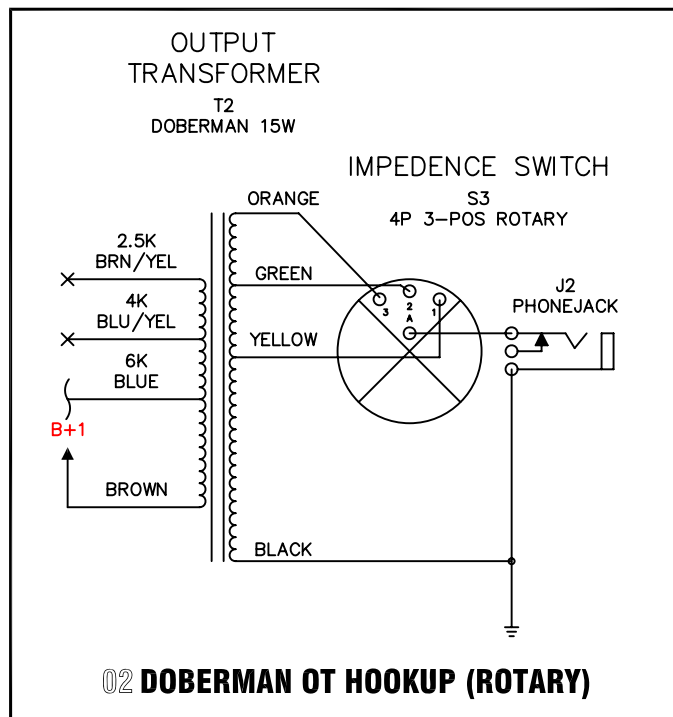 OUTPUT
TRANSFORMER
T2
DOBERMAN 15W
IMPEDENCE SWITCH
S3
4P 3-POS ROTARY
ORANGE
2.5K
BRN/YEL
GREEN
J2
PHONEJACK
4K
BLU/YEL
3
2
1
A
YELLOW
6K
BLUE
B+1
BROWN
BLACK
02 DOBERMAN OT HOOKUP (ROTARY)